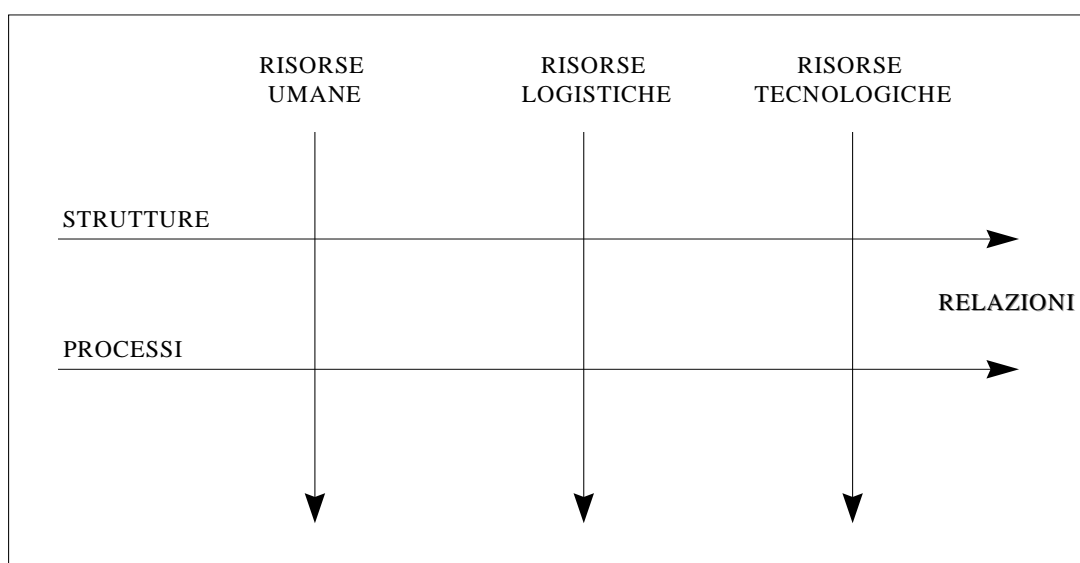 RISORSE
UMANE
RISORSE
LOGISTICHE
RISORSE
TECNOLOGICHE
STRUTTURE
RELAZIONI
PROCESSI